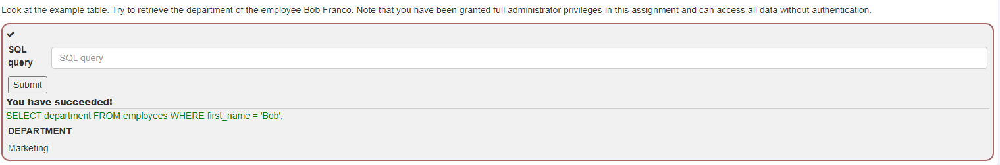 Look at the example table. Try to retrieve the department of the employee Bob Franco. Note that you have been granted full administrator privileges in this assignment and can access all data without authentication.
SQL
query
SQL query
Submit
You have succeeded!
SELECT department FROM employees WHERE first_name = 'Bob';
DEPARTMENT
Marketing